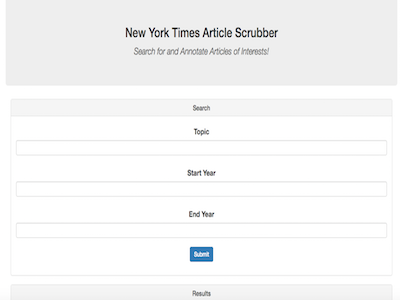 New York Times Article Scrubber
Search for and Annotate Articles of Interests!
Search
Topic
Start Year
End Year
Submit
Results